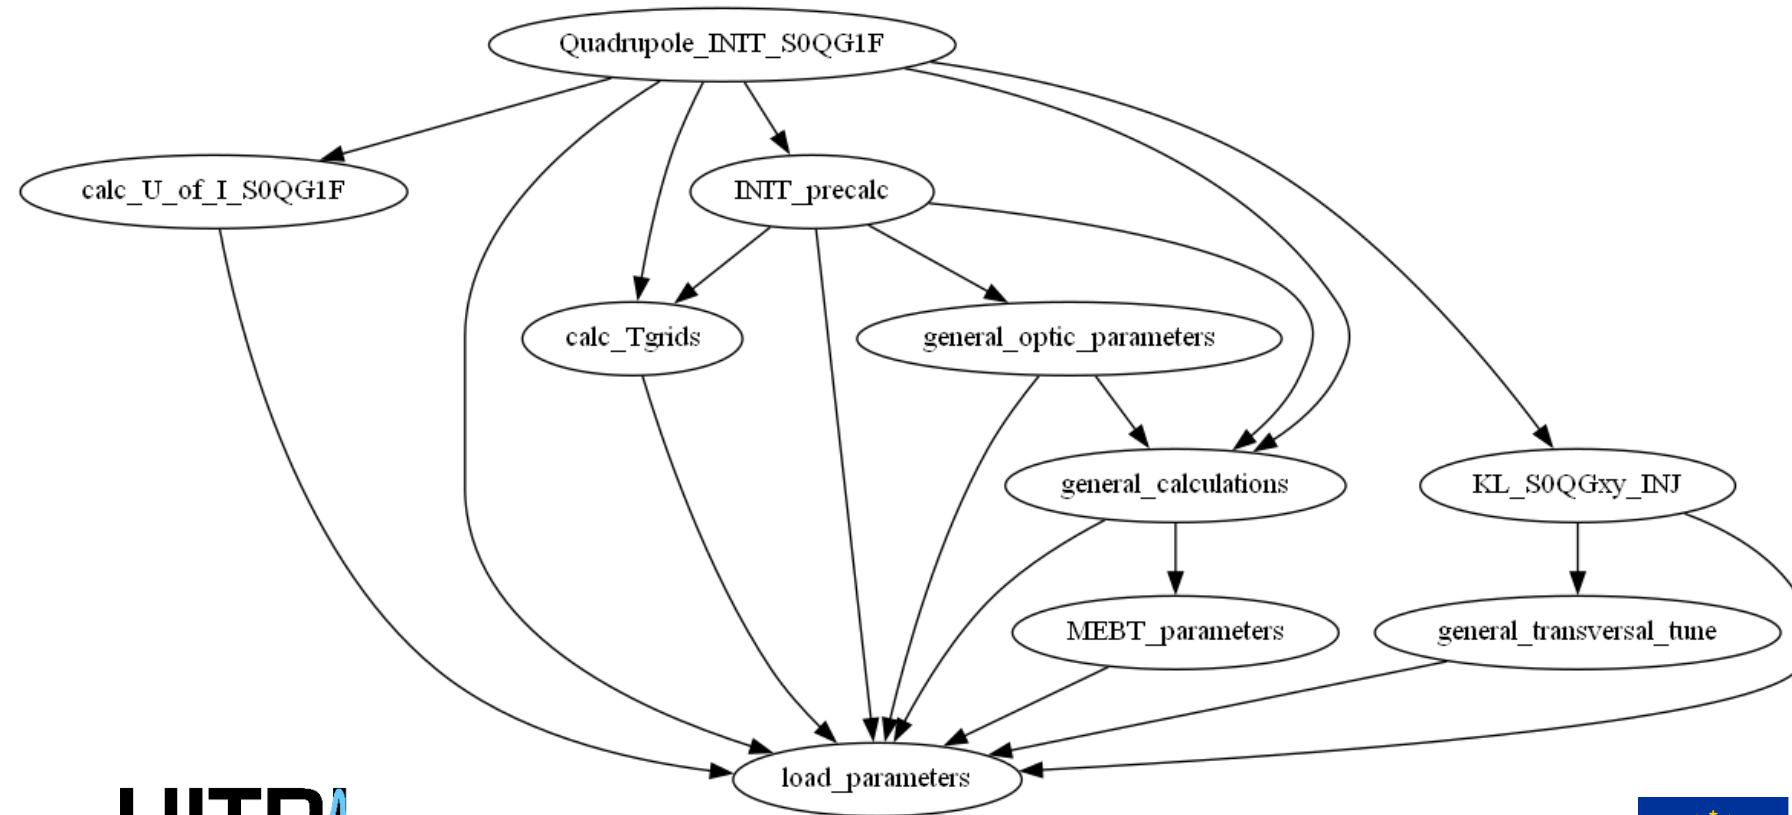 Quadrupole_INIT_S0QG1F
calc_U_of_I_S0QG1F
INIT_precalc
calc_Tgrids
general_optic_parameters
general_calculations
KL_S0QGxy_INJ
MEBT_parameters
general_transversal_tune
load_parameters